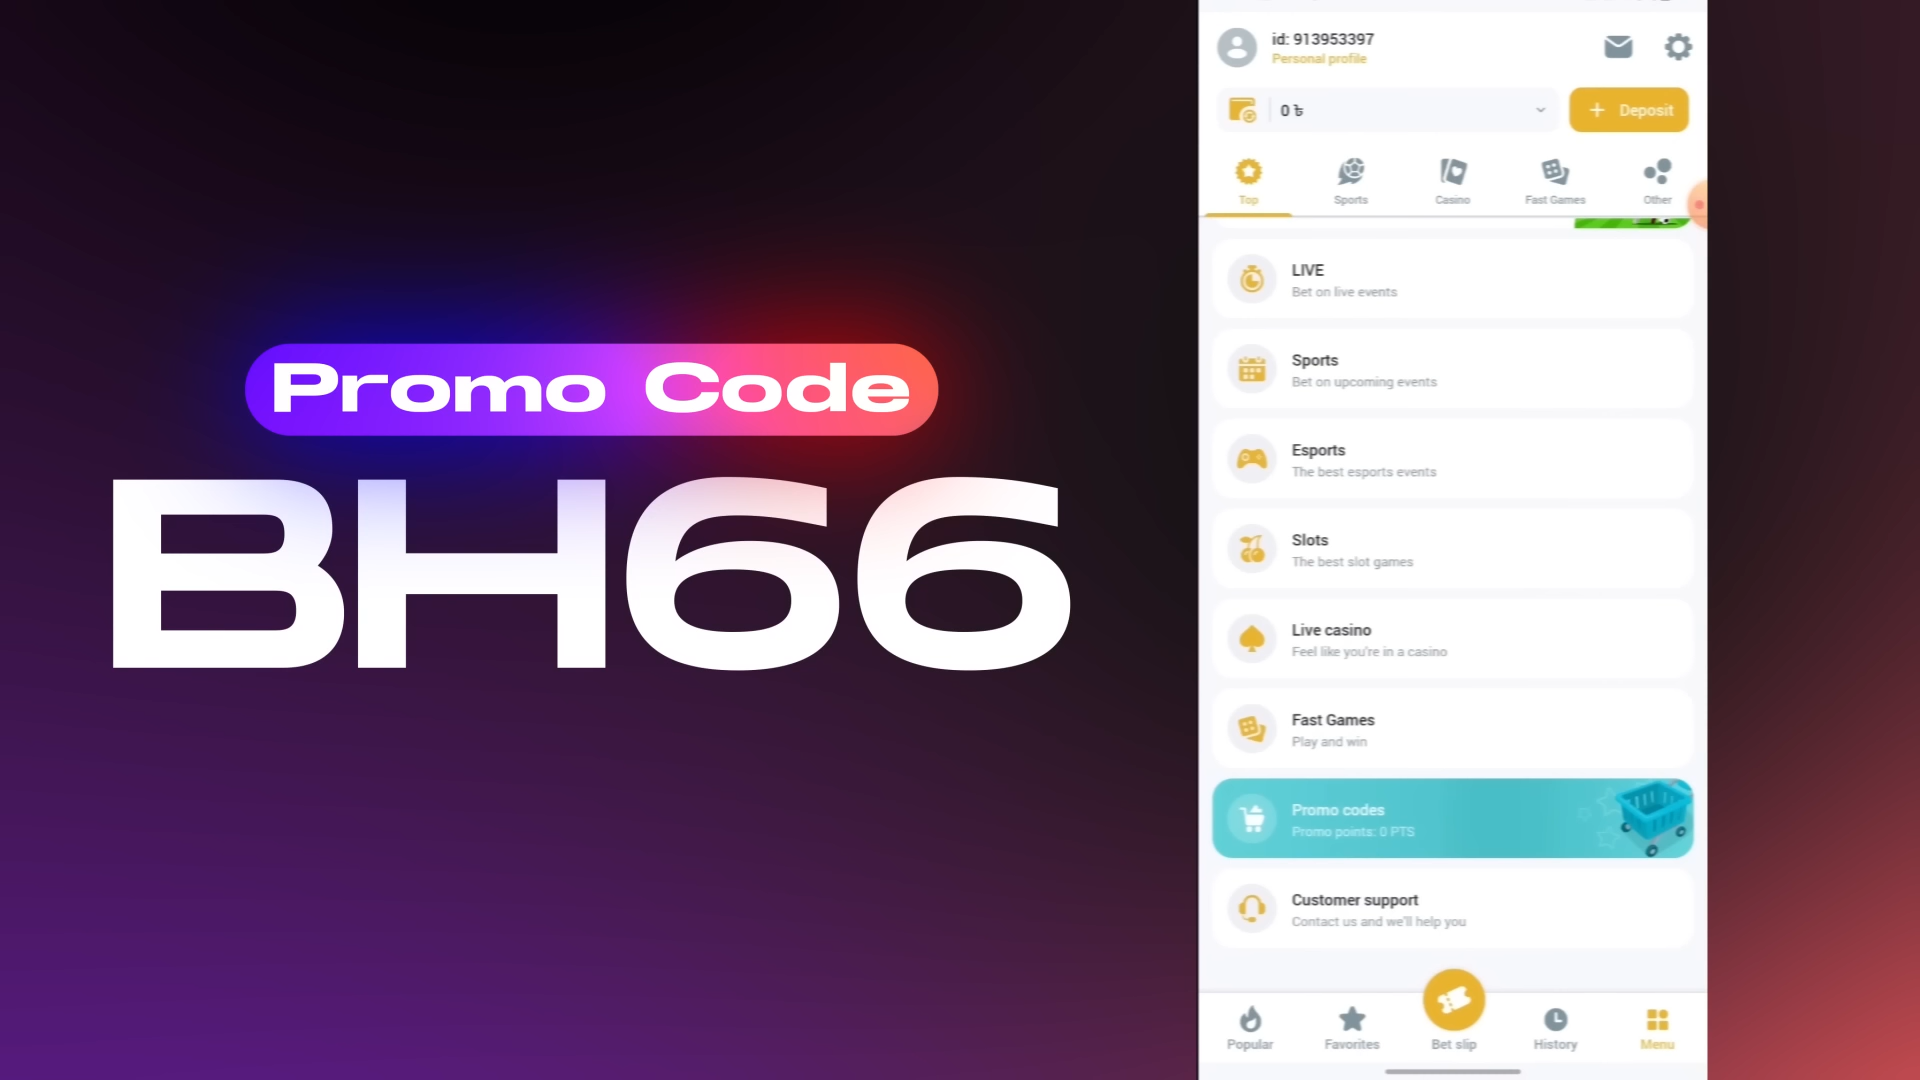 Promo Code
BH66
id: 913953397
Personal profile
0 ৳
Deposit
Top
Sports
Casino
Fast Games
Other
LIVE
Bet on live events
Sports
Bet on upcoming events
Esports
The best esports events
Slots
The best slot games
Live casino
Feel like you're in a casino
Fast Games
Play and win
Promo codes
Promo points: 0 PTS
Customer support
Contact us and we'll help you
Popular
Favorites
Bet slip
History
Menu